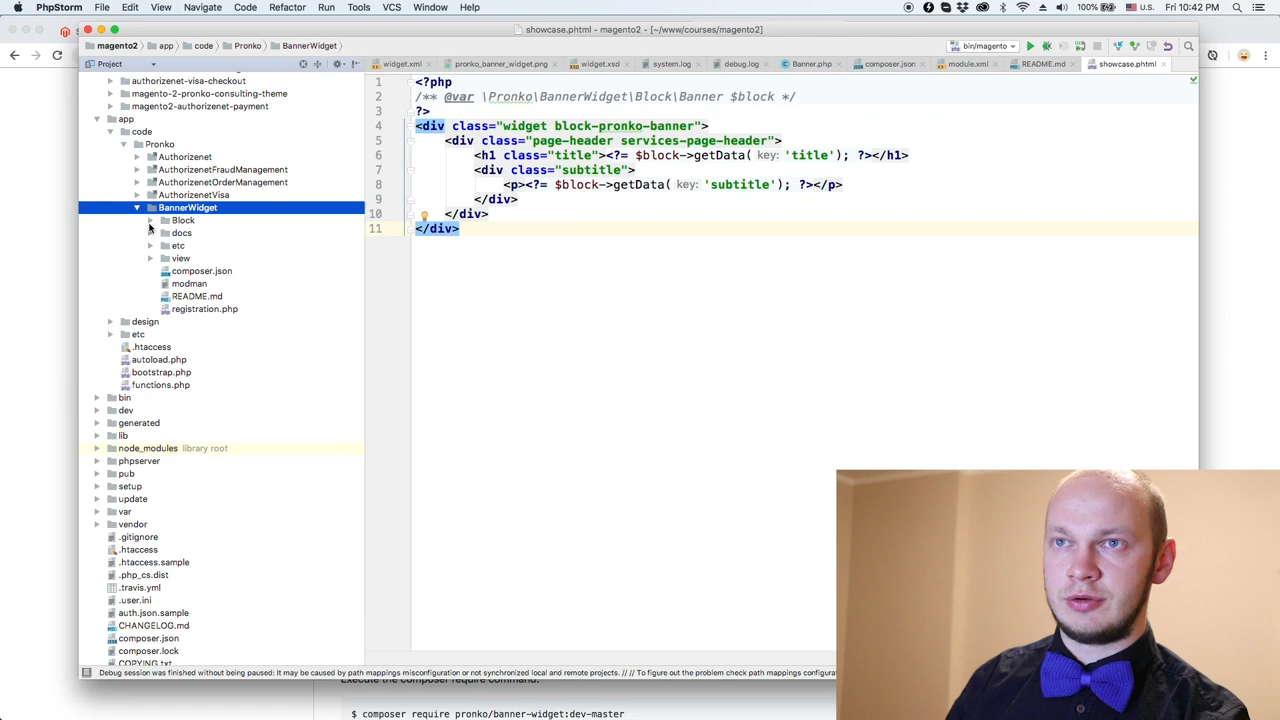 PhpStorm File Edit View Navigate Code Refactor Run Tools VCS Window Help 100% U.S. Fri 10:42 PM
showcase.phtml - magento2 - [~/www/courses/magento2]
magento2 app code Pronko BannerWidget bin/magento
Project widget.xml pronko_banner_widget.png widget.xsd system.log debug.log Banner.php composer.json module.xml README.md showcase.phtml
authorizenet-visa-checkout
magento2-pronko-consulting-theme
magento2-authorizenet-payment
app
code
Pronko
Authorizenet
AuthorizenetFraudManagement
AuthorizenetOrderManagement
AuthorizenetVisa
BannerWidget
Block
docs
etc
view
composer.json
modman
README.md
registration.php
design
etc
.htaccess
autoload.php
bootstrap.php
functions.php
bin
dev
generated
lib
node_modules library root
phpserver
pub
setup
update
var
vendor
.gitignore
.htaccess
.htaccess.sample
.php_cs.dist
.travis.yml
.user.ini
auth.json.sample
CHANGELOG.md
composer.json
composer.lock
COPYING.txt
1 <?php
2 /** @var \Pronko\BannerWidget\Block\Banner $block */
3 ?>
4 <div class="widget block-pronko-banner">
5 <div class="page-header services-page-header">
6 <h1 class="title"><?= $block->getData( key: 'title'); ?></h1>
7 <div class="subtitle">
8 <p><?= $block->getData( key: 'subtitle'); ?></p>
9 </div>
10 </div>
11 </div>
Debug session was finished without being paused: It may be caused by path mappings misconfiguration or not synchronized local and remote projects. // // To figure out the problem check path mappings configurat
Execute the composer require command:
$ composer require pronko/banner-widget:dev-master